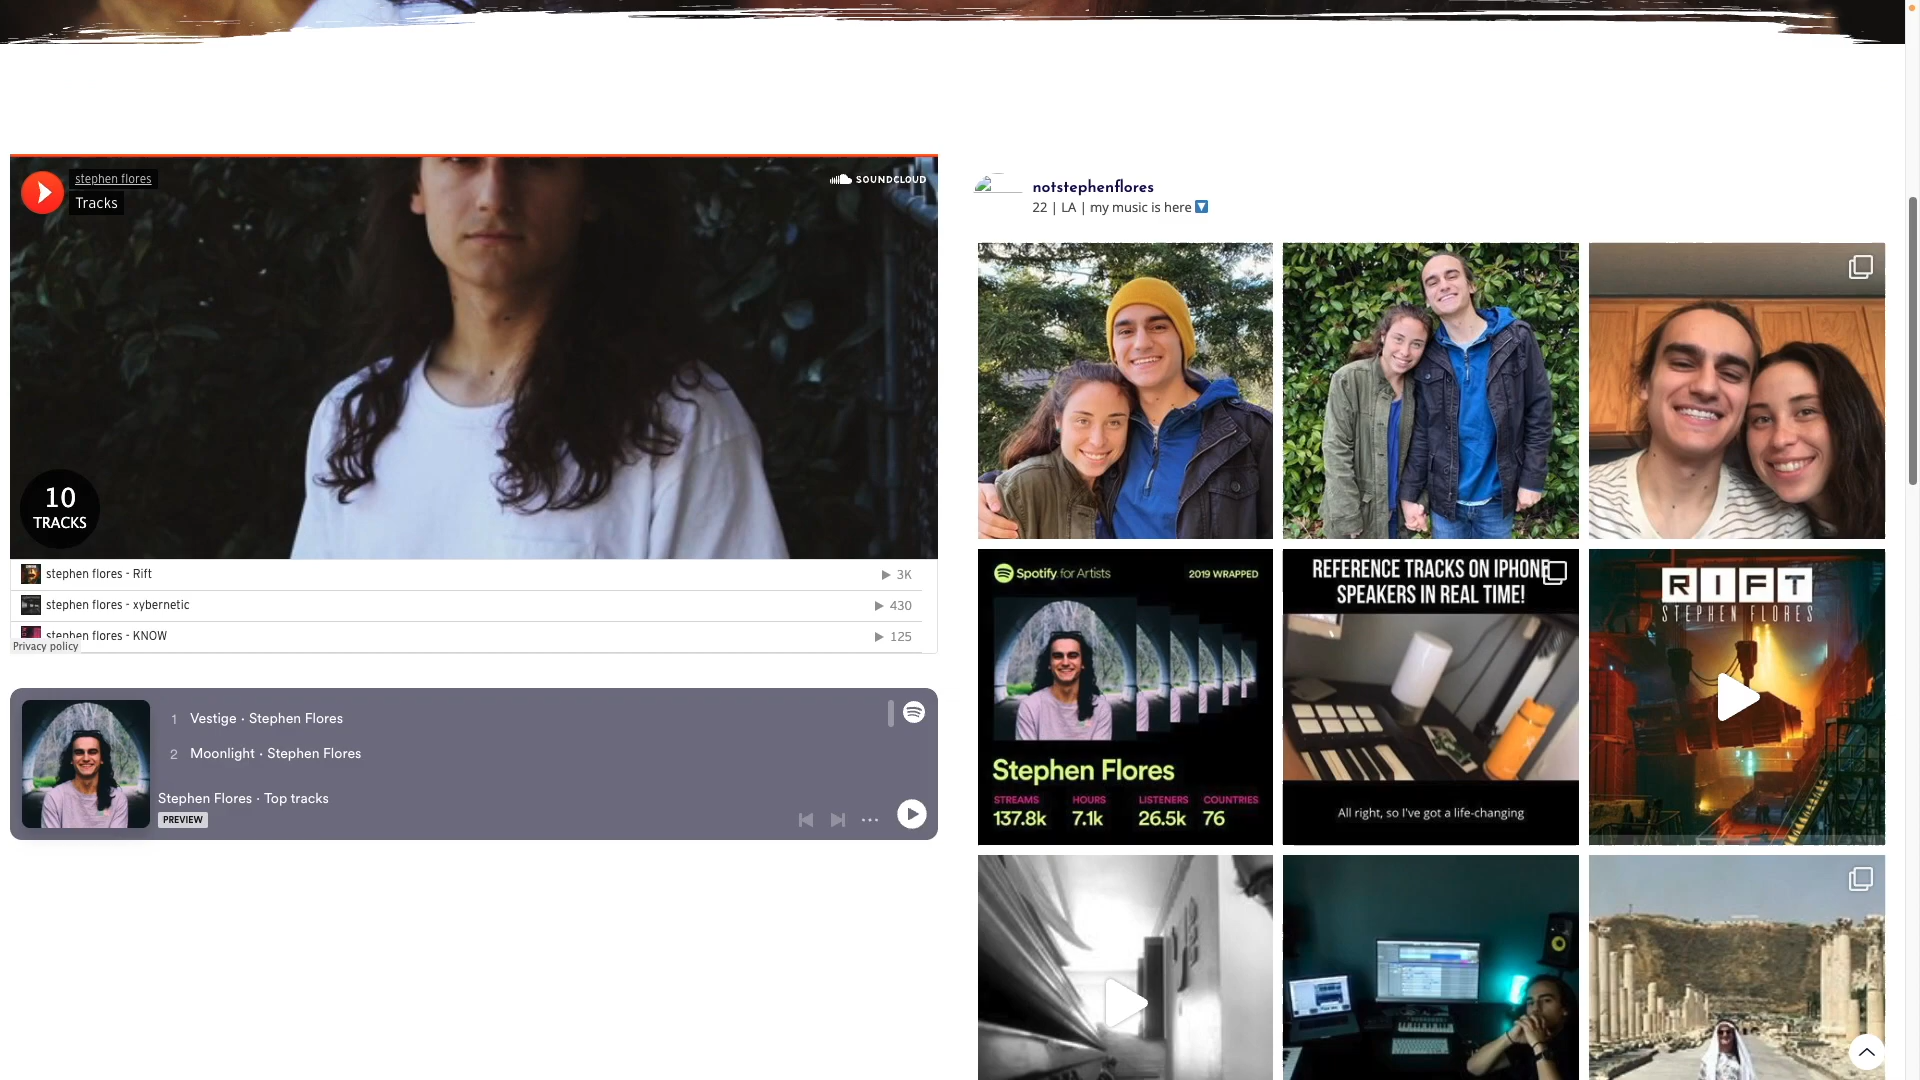 stephen flores
Tracks
SOUNDCLOUD
10
TRACKS
stephen flores - Rift
3K
stephen flores - xybernetic
430
stephen flores - KNOW
125
Privacy policy
1 Vestige · Stephen Flores
2 Moonlight · Stephen Flores
Stephen Flores · Top tracks
PREVIEW
notstephenflores
22 | LA | my music is here
Spotify for Artists
2019 WRAPPED
Stephen Flores
STREAMS HOURS LISTENERS COUNTRIES
137.8k 7.1k 26.5k 76
REFERENCE TRACKS ON IPHONE
SPEAKERS IN REAL TIME!
All right, so I've got a life-changing
RIFT
STEPHEN FLORES